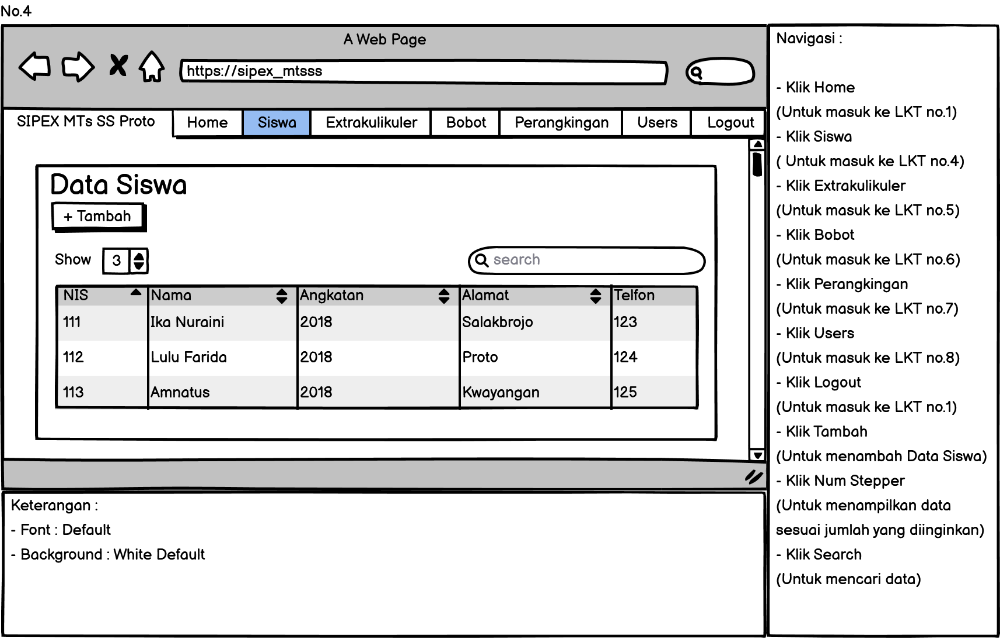 No.4
A Web Page
https://sipex_mtsss
SIPEX MTs SS Proto Home Siswa Extrakulikuler Bobot Perangkingan Users Logout
Data Siswa
+ Tambah
Show 3 search
NIS Nama Angkatan Alamat Telfon
111 Ika Nuraini 2018 Salakbrojo 123
112 Lulu Farida 2018 Proto 124
113 Amnatus 2018 Kwayangan 125
Keterangan :
- Font : Default
- Background : White Default
Navigasi :
- Klik Home
(Untuk masuk ke LKT no.1)
- Klik Siswa
( Untuk masuk ke LKT no.4)
- Klik Extrakulikuler
(Untuk masuk ke LKT no.5)
- Klik Bobot
(Untuk masuk ke LKT no.6)
- Klik Perangkingan
(Untuk masuk ke LKT no.7)
- Klik Users
(Untuk masuk ke LKT no.8)
- Klik Logout
(Untuk masuk ke LKT no.1)
- Klik Tambah
(Untuk menambah Data Siswa)
- Klik Num Stepper
(Untuk menampilkan data
sesuai jumlah yang diinginkan)
- Klik Search
(Untuk mencari data)